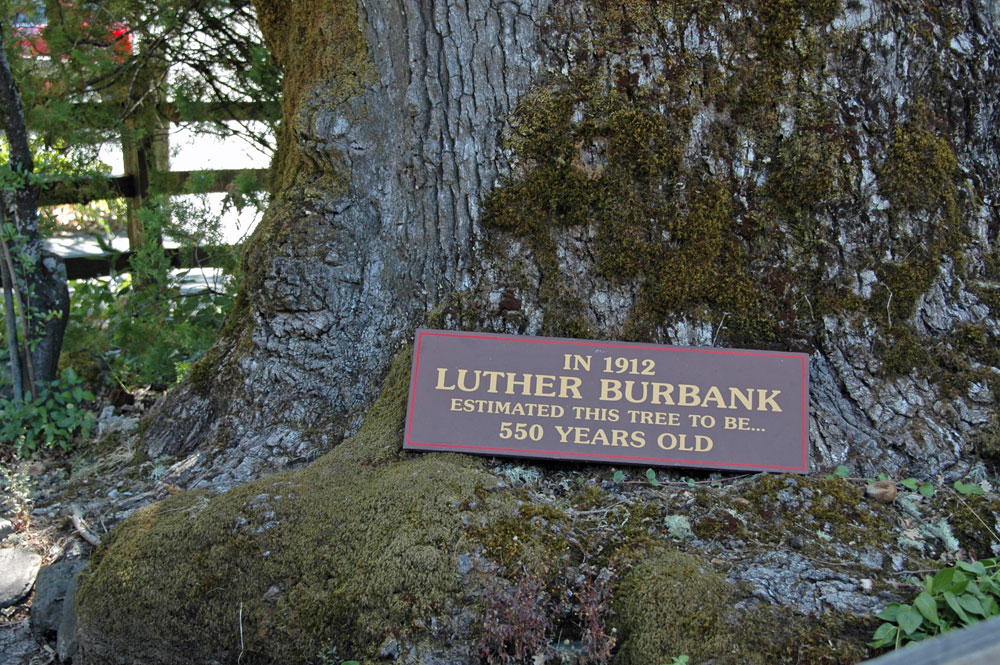 IN 1912
LUTHER BURBANK
ESTIMATED THIS TREE TO BE...
550 YEARS OLD